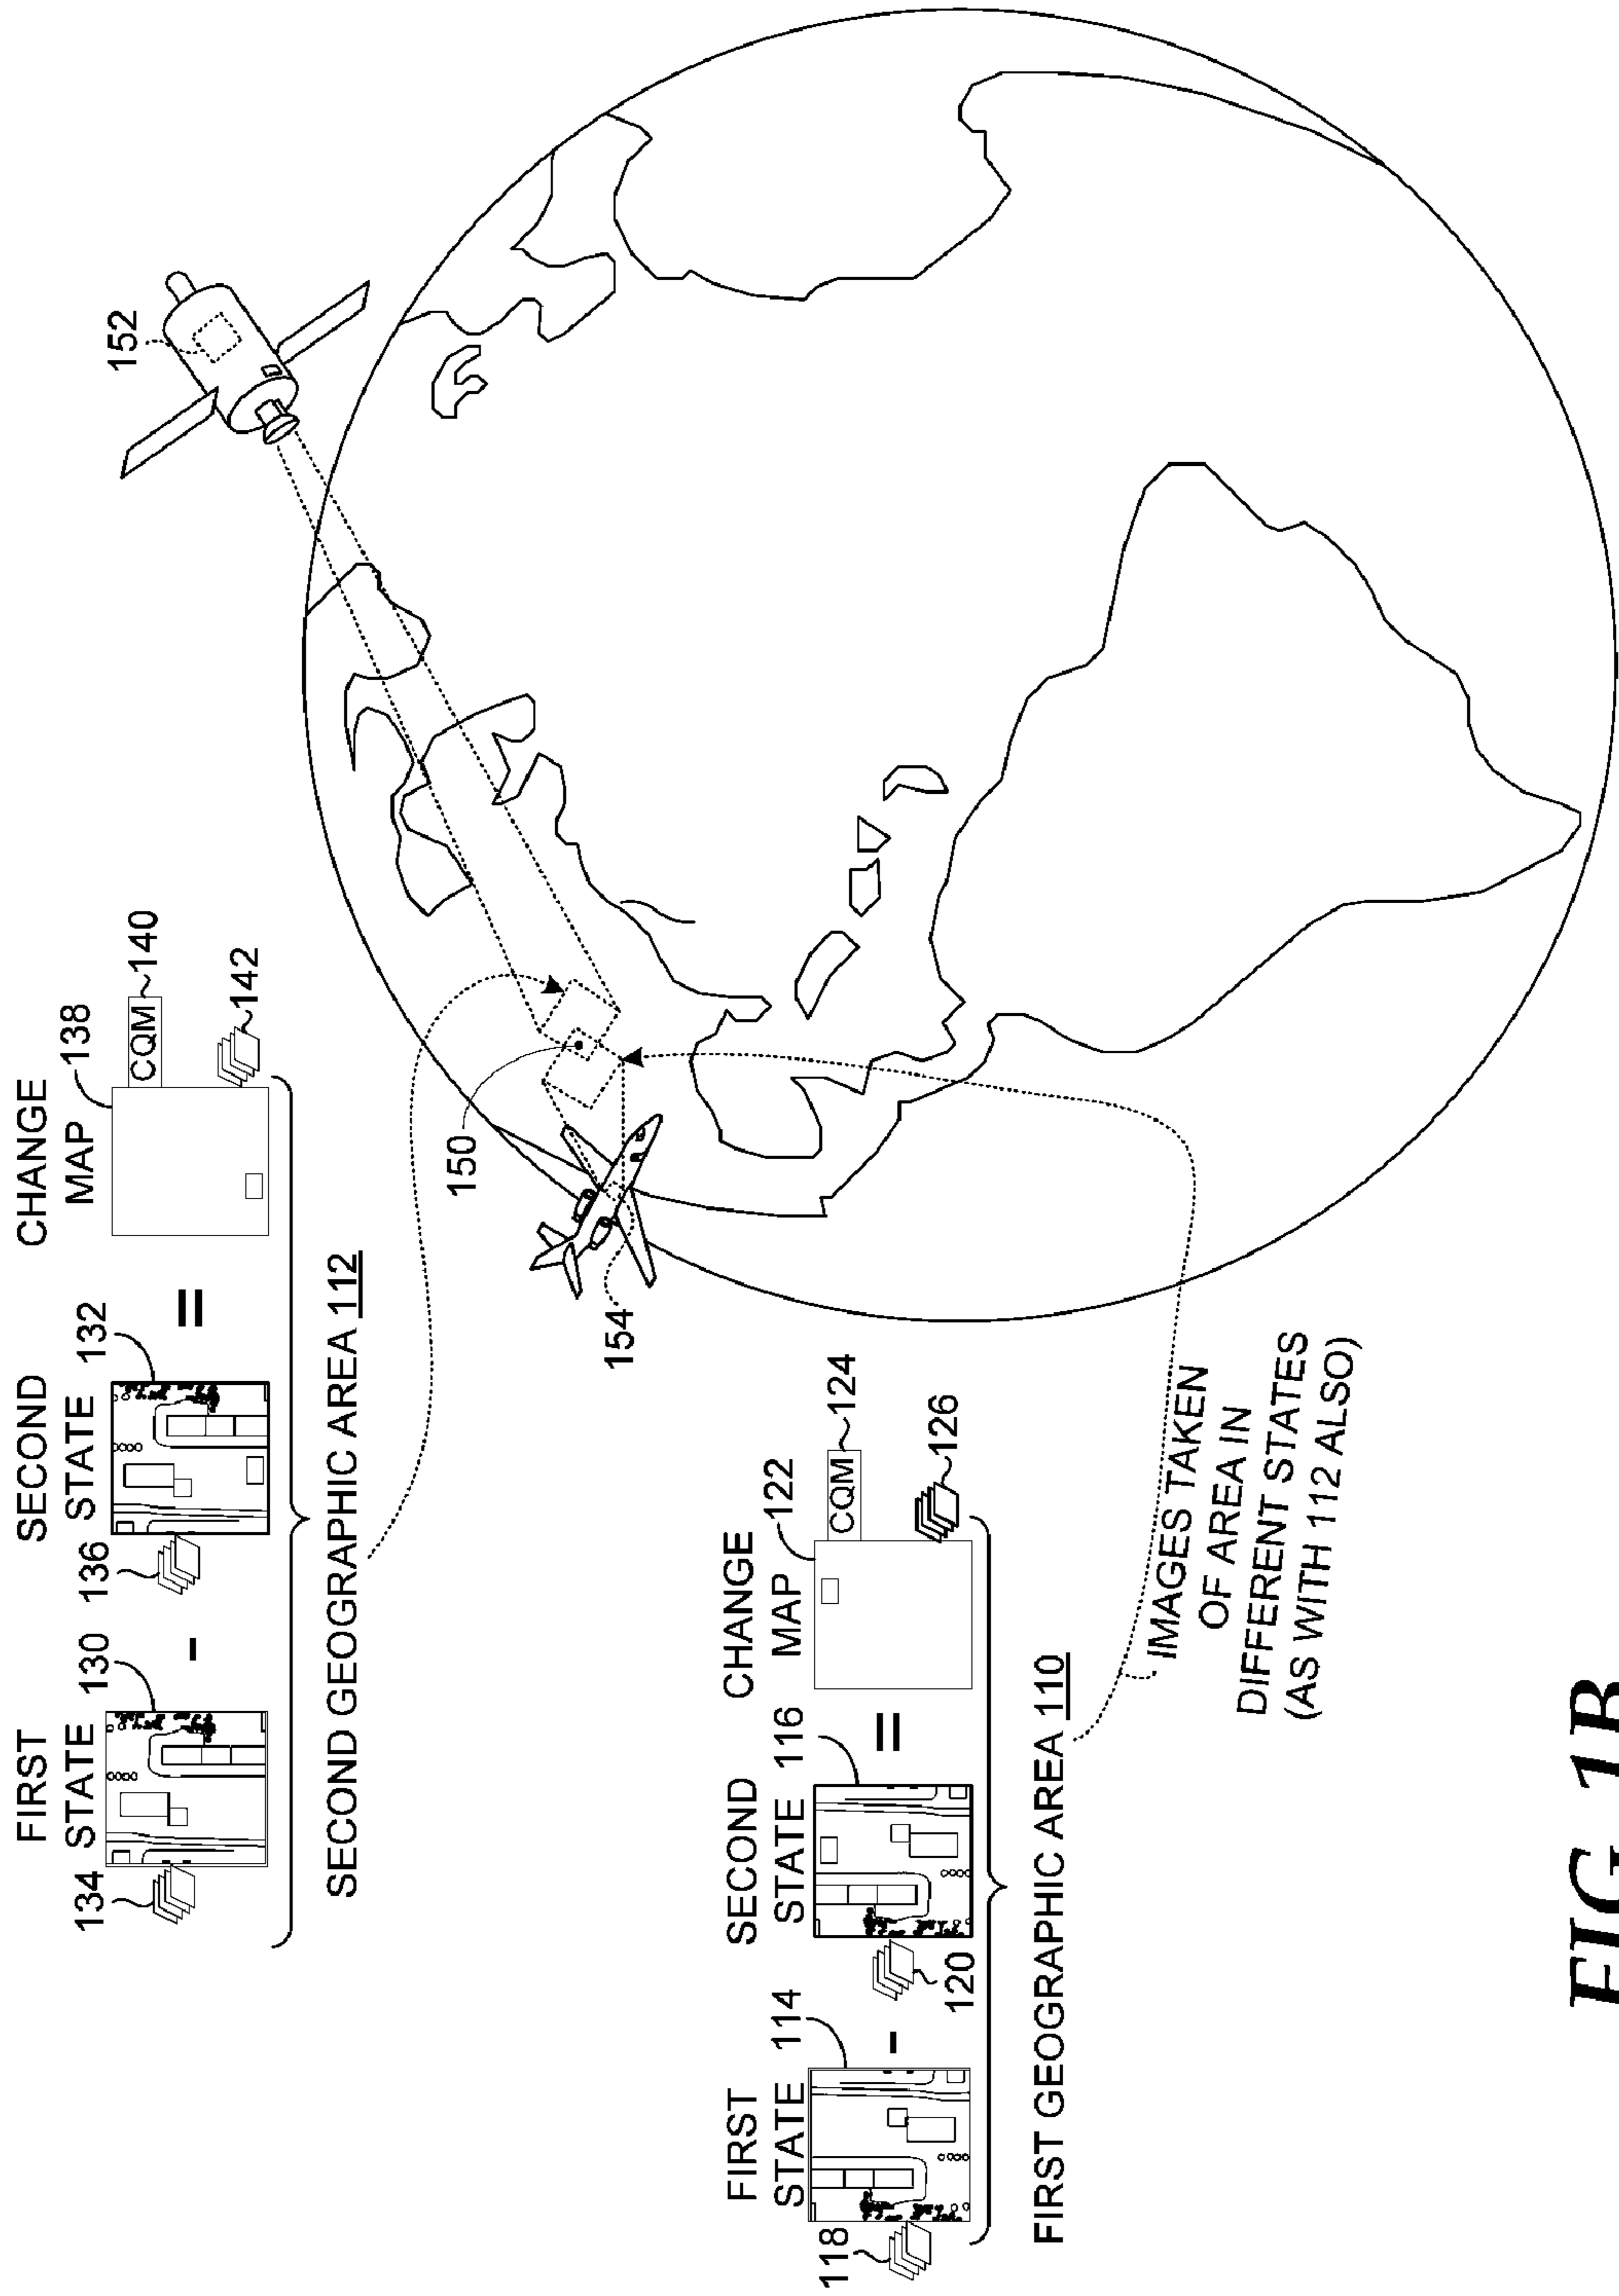 FIRST
STATE
130
134
SECOND
STATE
132
136
CHANGE
MAP
138
CQM
140
142
SECOND GEOGRAPHIC AREA 112
152
150
154
FIRST
STATE
114
118
SECOND
STATE
116
120
CHANGE
MAP
122
CQM
124
126
FIRST GEOGRAPHIC AREA 110
IMAGES TAKEN
OF AREA IN
DIFFERENT STATES
(AS WITH 112 ALSO)
FIG. 1B